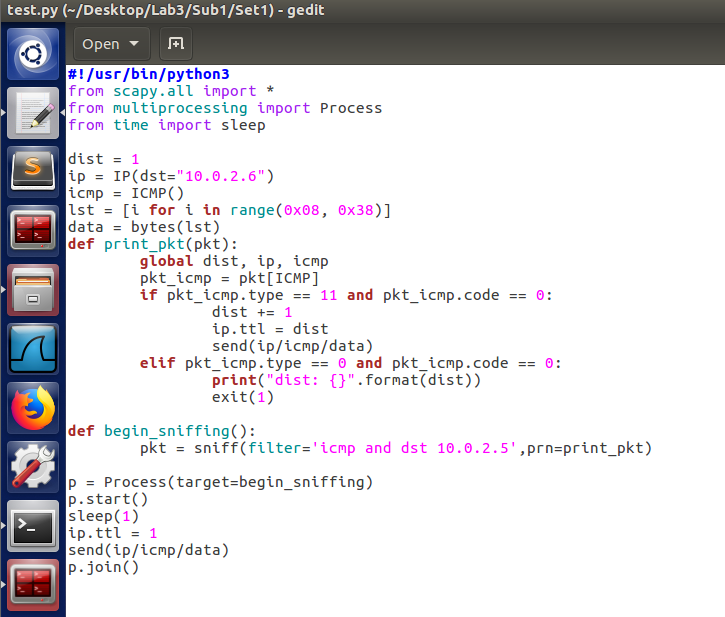 test.py (~/Desktop/Lab3/Sub1/Set1) - gedit
Open
#!/usr/bin/python3
from scapy.all import *
from multiprocessing import Process
from time import sleep

dist = 1
ip = IP(dst="10.0.2.6")
icmp = ICMP()
lst = [i for i in range(0x08, 0x38)]
data = bytes(lst)
def print_pkt(pkt):
        global dist, ip, icmp
        pkt_icmp = pkt[ICMP]
        if pkt_icmp.type == 11 and pkt_icmp.code == 0:
                dist += 1
                ip.ttl = dist
                send(ip/icmp/data)
        elif pkt_icmp.type == 0 and pkt_icmp.code == 0:
                print("dist: {}".format(dist))
                exit(1)

def begin_sniffing():
        pkt = sniff(filter='icmp and dst 10.0.2.5',prn=print_pkt)

p = Process(target=begin_sniffing)
p.start()
sleep(1)
ip.ttl = 1
send(ip/icmp/data)
p.join()